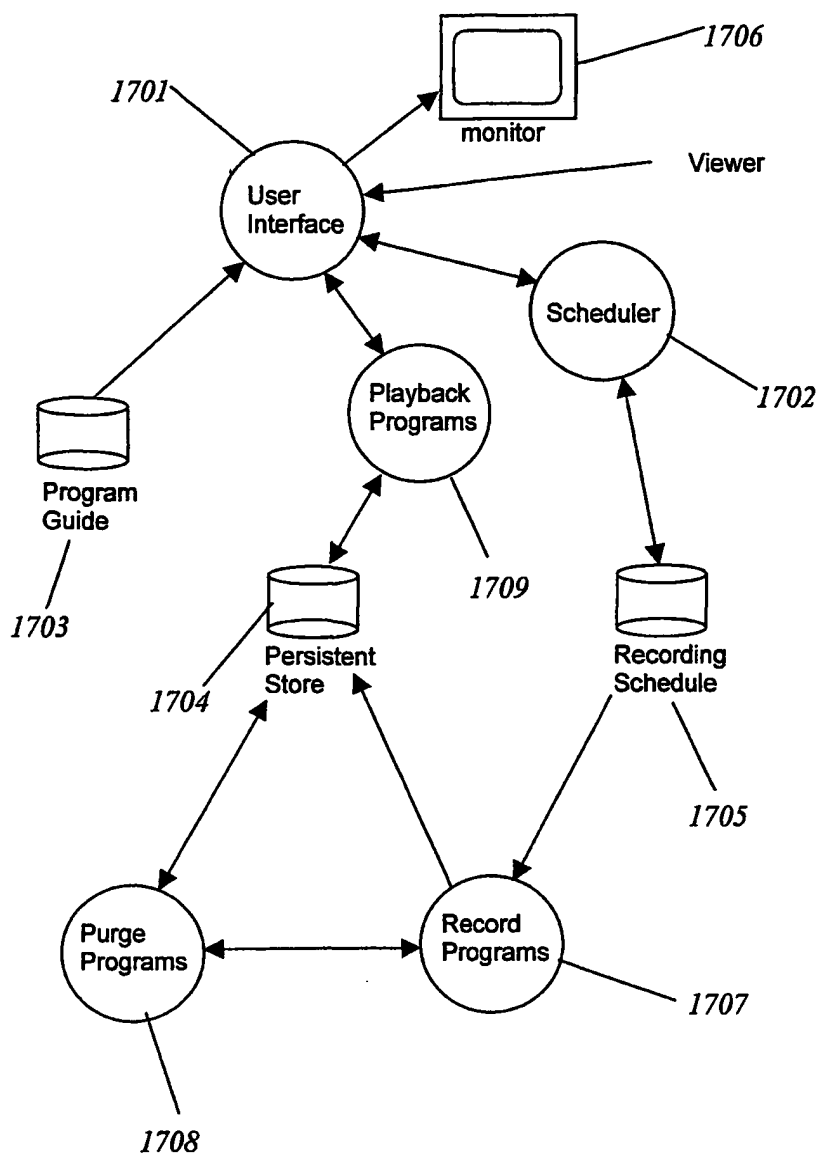 1706
1701
monitor
Viewer
User
Interface
Scheduler
1702
Playback
Programs
Program
Guide
1703
1709
Persistent
Store
1704
Recording
Schedule
1705
Purge
Programs
Record
Programs
1707
1708